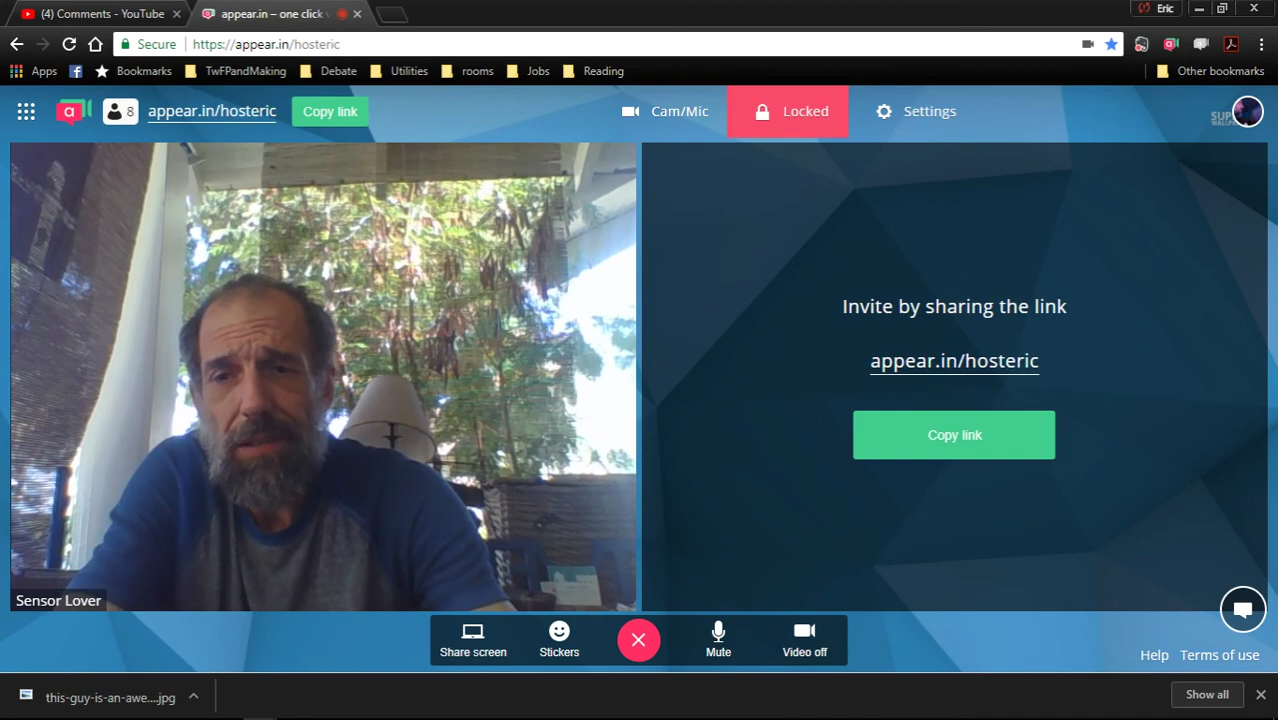 (4) Comments - YouTube
appear.in – one click v
Eric
Secure
https://appear.in/hosteric
Apps
Bookmarks
TwFPandMaking
Debate
Utilities
rooms
Jobs
Reading
Other bookmarks
a
8
appear.in/hosteric
Copy link
Cam/Mic
Locked
Settings
Invite by sharing the link
appear.in/hosteric
Copy link
Sensor Lover
Share screen
Stickers
Mute
Video off
Help
Terms of use
this-guy-is-an-awe....jpg
Show all